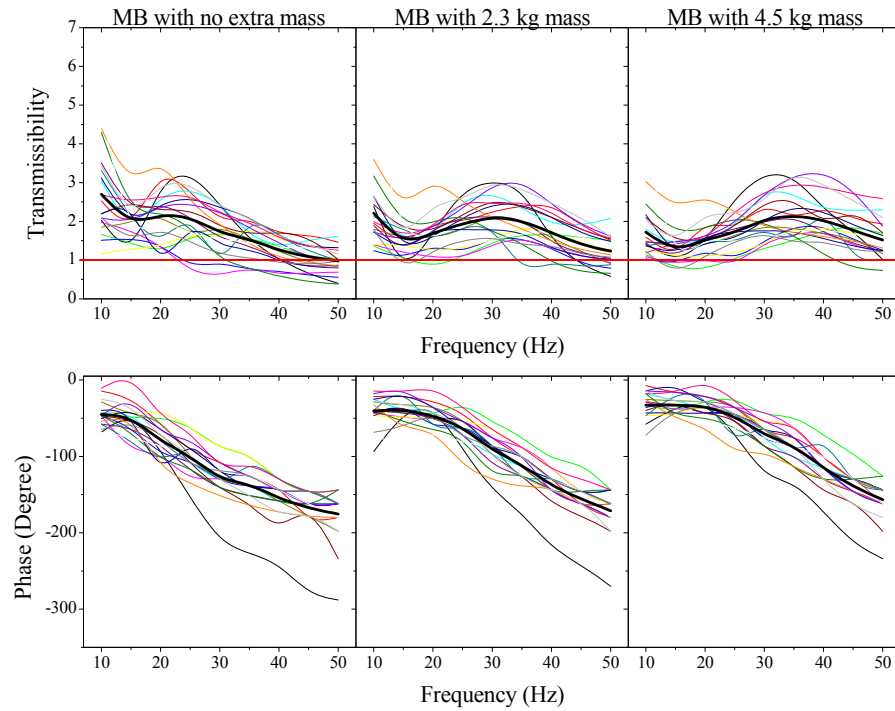 MB with no extra mass MB with 2.3 kg mass MB with 4.5 kg mass
7
6
5
4
3
2
1
0
Transmissibility
10 20 30 40 50 10 20 30 40 50 10 20 30 40 50
Frequency (Hz)
0
-100
-200
-300
Phase (Degree)
10 20 30 40 50 10 20 30 40 50 10 20 30 40 50
Frequency (Hz)